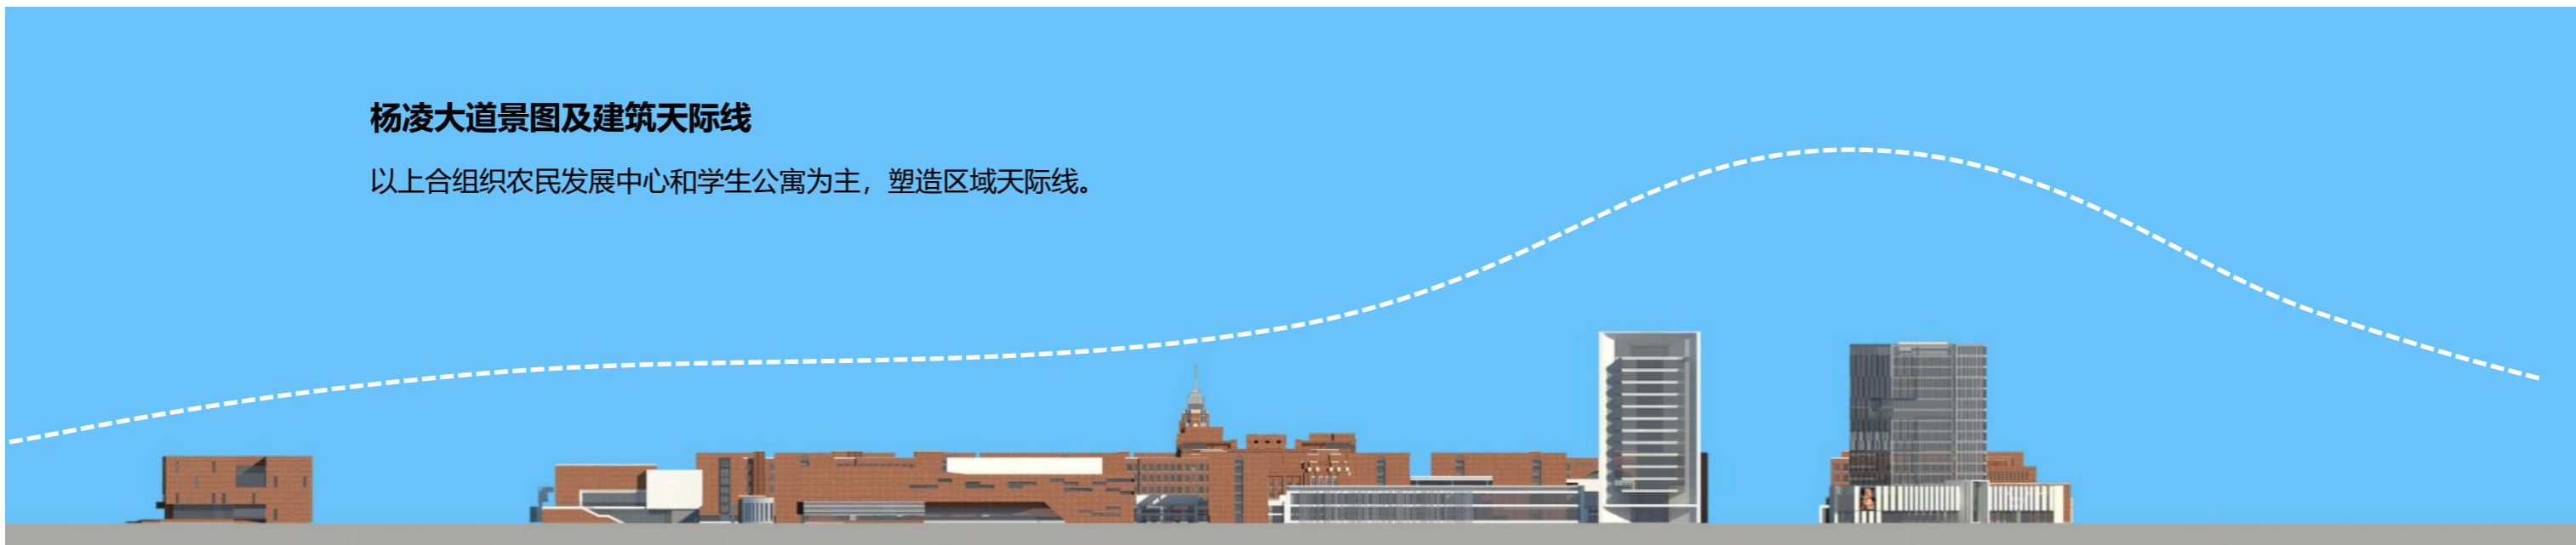 杨凌大道景图及建筑天际线
以上合组织农民发展中心和学生公寓为主，塑造区域天际线。